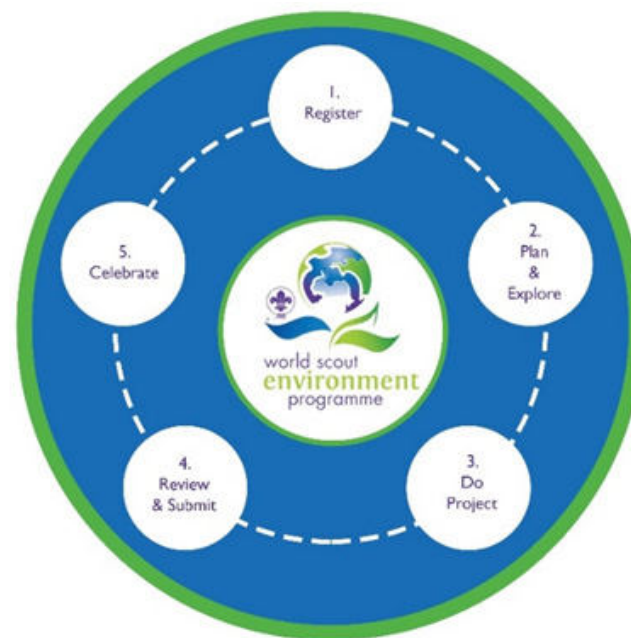 1.
Register
2.
Plan
&
Explore
3.
Do
Project
4.
Review
& Submit
5.
Celebrate
world scout
environment
programme